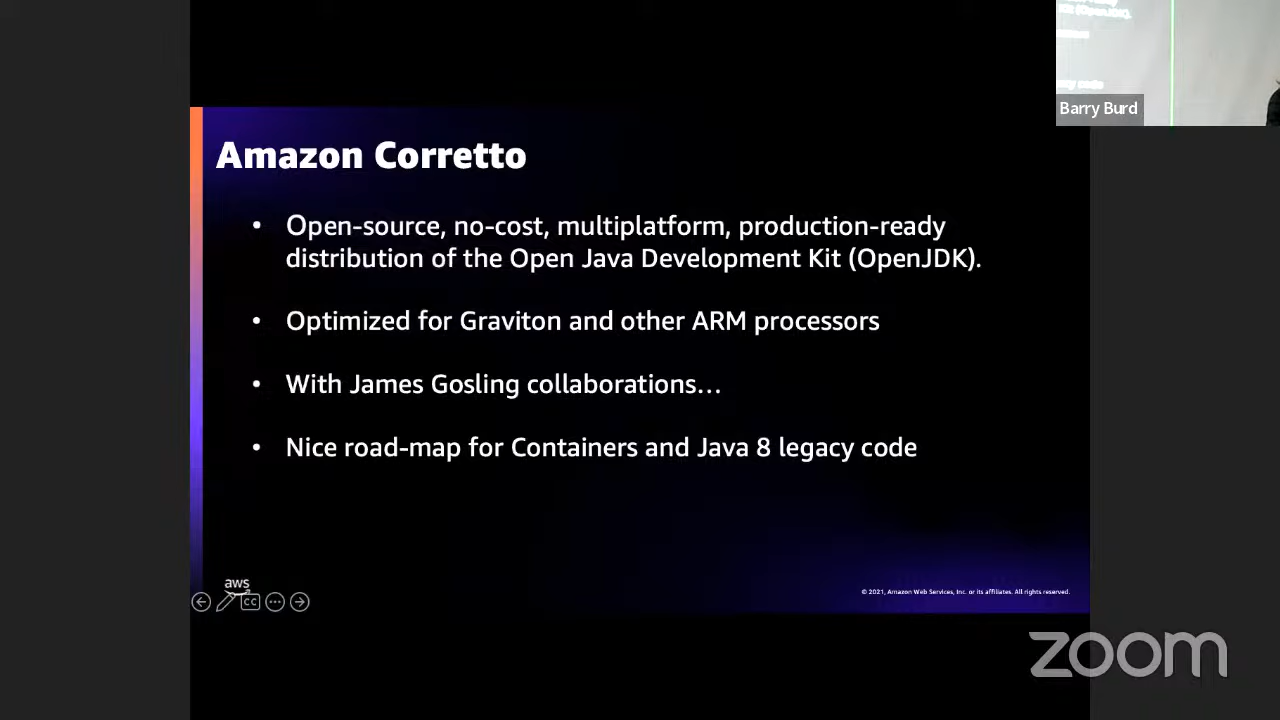 Barry Burd
Amazon Corretto
• Open-source, no-cost, multiplatform, production-ready
distribution of the Open Java Development Kit (OpenJDK).
• Optimized for Graviton and other ARM processors
• With James Gosling collaborations…
• Nice road-map for Containers and Java 8 legacy code
aws
CC
© 2021, Amazon Web Services, Inc. or its affiliates. All rights reserved.
zoom